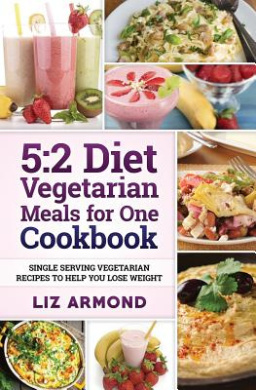 5:2 Diet
Vegetarian
Meals for One
Cookbook
SINGLE SERVING VEGETARIAN
RECIPES TO HELP YOU LOSE WEIGHT
LIZ ARMOND